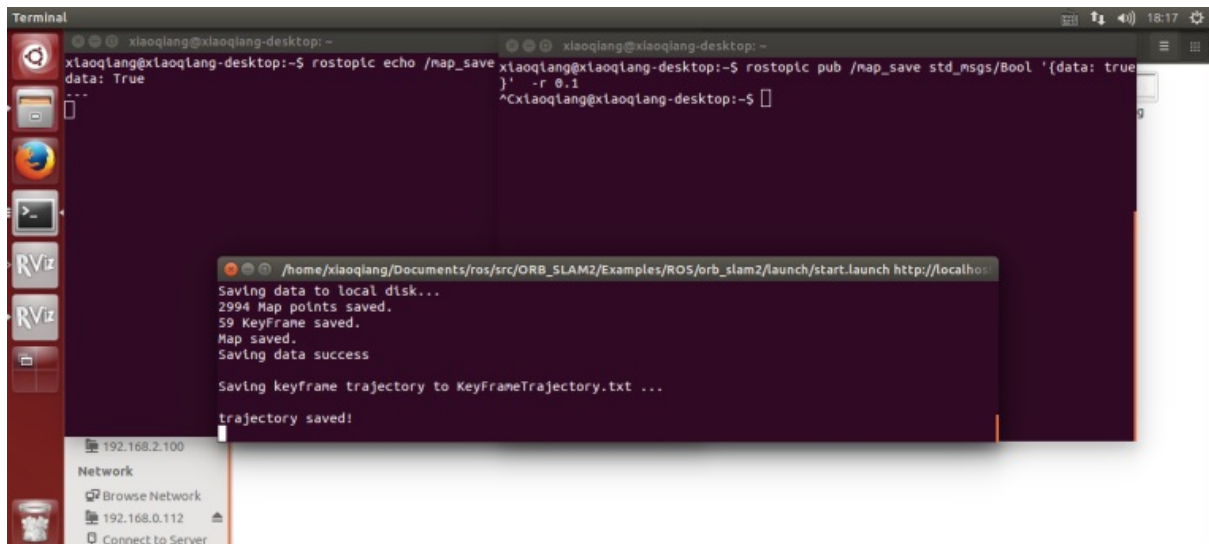 Terminal
18:17
xiaoqiang@xiaoqiang-desktop: ~
xiaoqiang@xiaoqiang-desktop:~$ rostopic echo /map_save
data: True
---
xiaoqiang@xiaoqiang-desktop: ~
xiaoqiang@xiaoqiang-desktop:~$ rostopic pub /map_save std_msgs/Bool '{data: true
}' -r 0.1
^Cxiaoqiang@xiaoqiang-desktop:~$
g
>_
RViz
RViz
/home/xiaoqiang/Documents/ros/src/ORB_SLAM2/Examples/ROS/orb_slam2/launch/start.launch http://localhos
Saving data to local disk...
2994 Map points saved.
59 KeyFrame saved.
Map saved.
Saving data success
Saving keyframe trajectory to KeyFrameTrajectory.txt ...
trajectory saved!
192.168.2.100
Network
Browse Network
192.168.0.112
Connect to Server